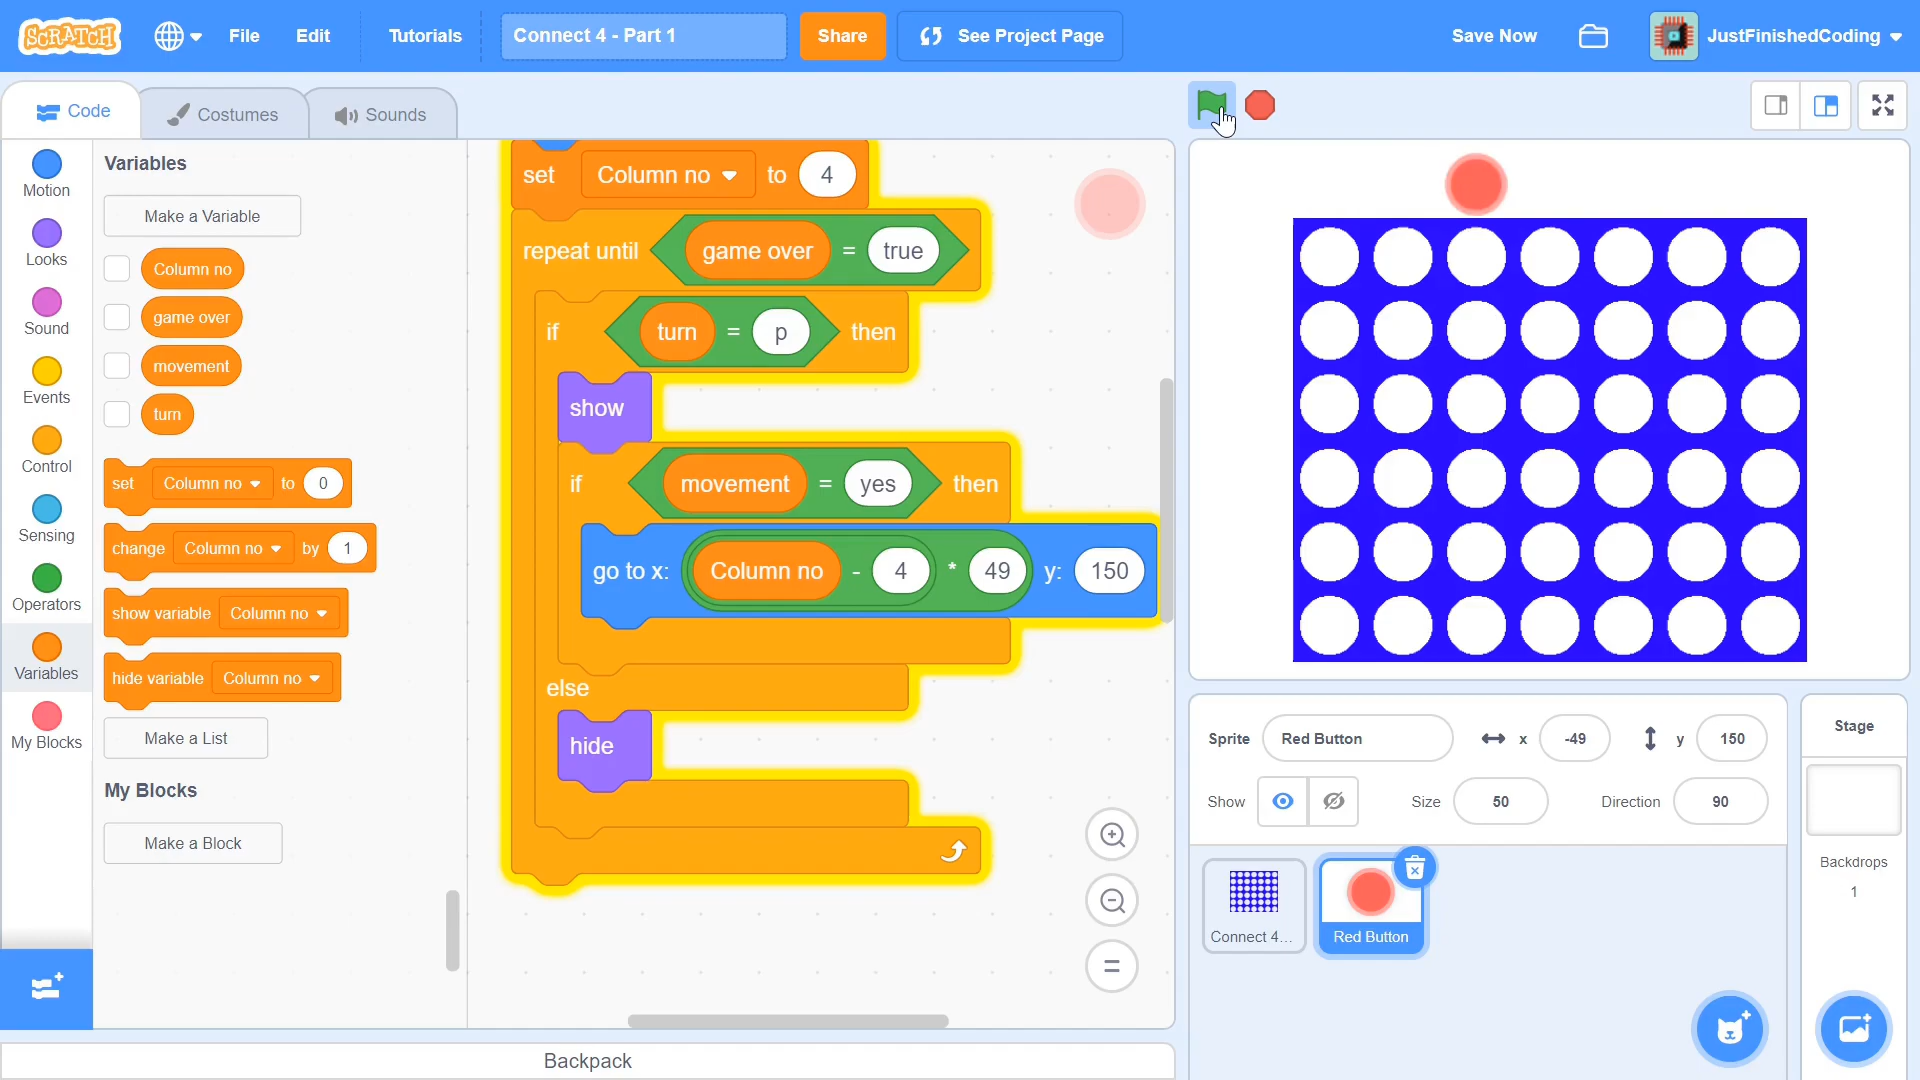 SCRATCH File Edit Tutorials Connect 4 - Part 1 Share See Project Page Save Now JustFinishedCoding
Code Costumes Sounds
Motion
Looks
Sound
Events
Control
Sensing
Operators
Variables
My Blocks
Variables
Make a Variable
Column no
game over
movement
turn
set Column no to 0
change Column no by 1
show variable Column no
hide variable Column no
Make a List
My Blocks
Make a Block
set Column no to 4
repeat until game over = true
if turn = p then
show
if movement = yes then
go to x: Column no - 4 * 49 y: 150
else
hide
Backpack
Sprite Red Button x -49 y 150
Show Size 50 Direction 90
Connect 4...
Red Button
Stage
Backdrops
1